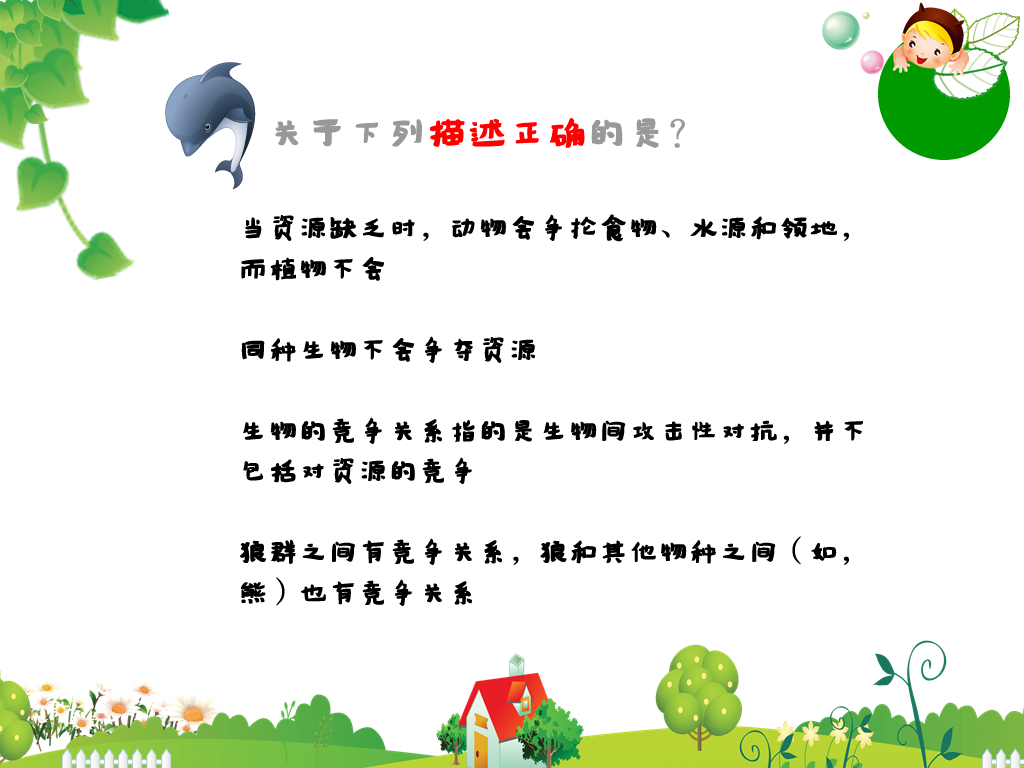 关于下列描述正确的是？
当资源缺乏时，动物会争抢食物、水源和领地，
而植物不会
同种生物不会争夺资源
生物的竞争关系指的是生物间攻击性对抗，并不
包括对资源的竞争
狼群之间有竞争关系，狼和其他物种之间（如，
熊）也有竞争关系